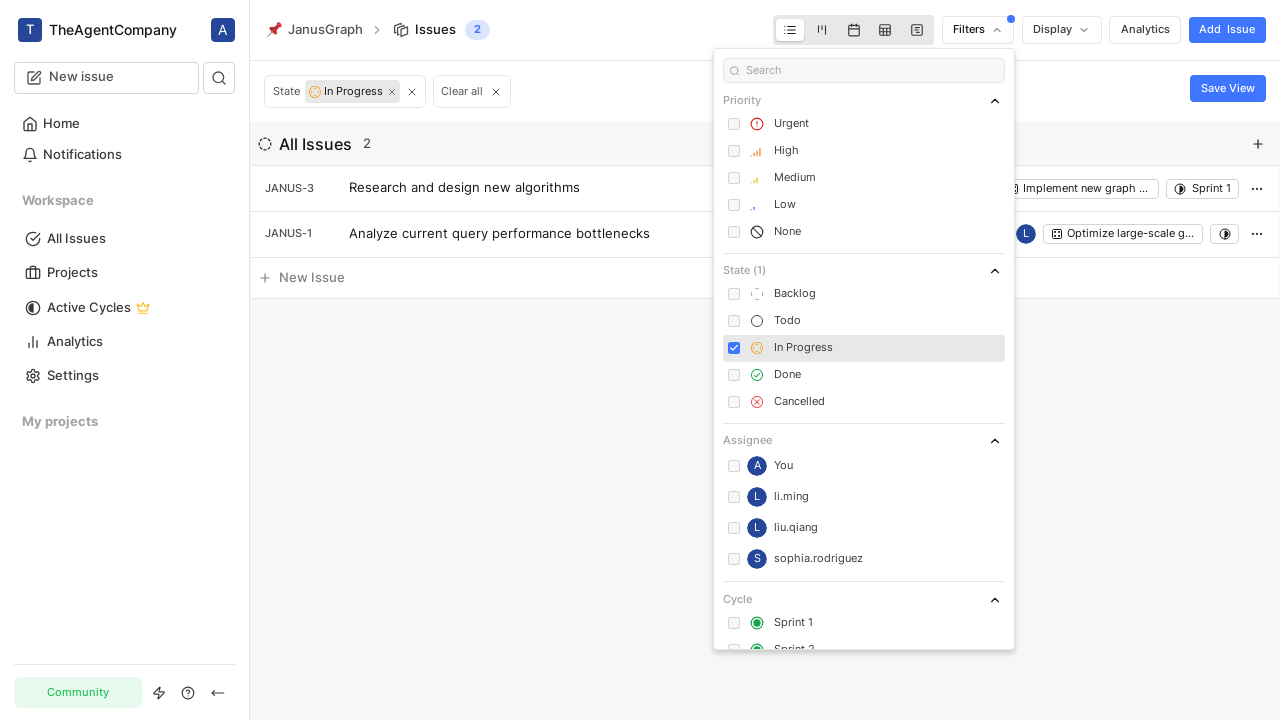 T TheAgentCompany A
New issue
Home
Notifications
Workspace
All Issues
Projects
Active Cycles
Analytics
Settings
My projects
Community
JanusGraph Issues 2
Filters Display Analytics Add Issue
State In Progress Clear all
Save View
All Issues 2
JANUS-3 Research and design new algorithms Implement new graph ... Sprint 1
JANUS-1 Analyze current query performance bottlenecks L Optimize large-scale g...
New Issue
Search
Priority
Urgent
High
Medium
Low
None
State (1)
Backlog
Todo
In Progress
Done
Cancelled
Assignee
A You
L li.ming
L liu.qiang
S sophia.rodriguez
Cycle
Sprint 1
Sprint 2